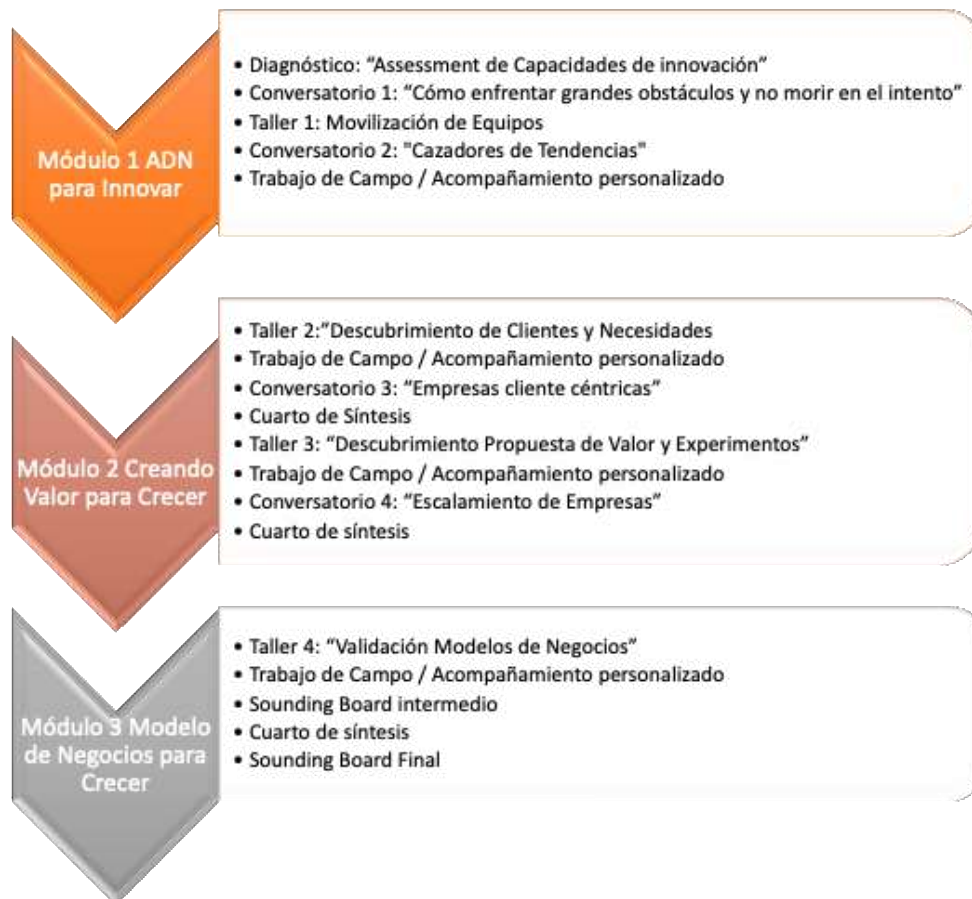 Módulo 1 ADN
para Innovar
• Diagnóstico: “Assessment de Capacidades de innovación”
• Conversatorio 1: “Cómo enfrentar grandes obstáculos y no morir en el intento”
• Taller 1: Movilización de Equipos
• Conversatorio 2: "Cazadores de Tendencias"
• Trabajo de Campo / Acompañamiento personalizado
Módulo 2 Creando
Valor para Crecer
• Taller 2:“Descubrimiento de Clientes y Necesidades
• Trabajo de Campo / Acompañamiento personalizado
• Conversatorio 3: “Empresas cliente céntricas”
• Cuarto de Síntesis
• Taller 3: “Descubrimiento Propuesta de Valor y Experimentos”
• Trabajo de Campo / Acompañamiento personalizado
• Conversatorio 4: “Escalamiento de Empresas”
• Cuarto de síntesis
Módulo 3 Modelo
de Negocios para
Crecer
• Taller 4: “Validación Modelos de Negocios”
• Trabajo de Campo / Acompañamiento personalizado
• Sounding Board intermedio
• Cuarto de síntesis
• Sounding Board Final